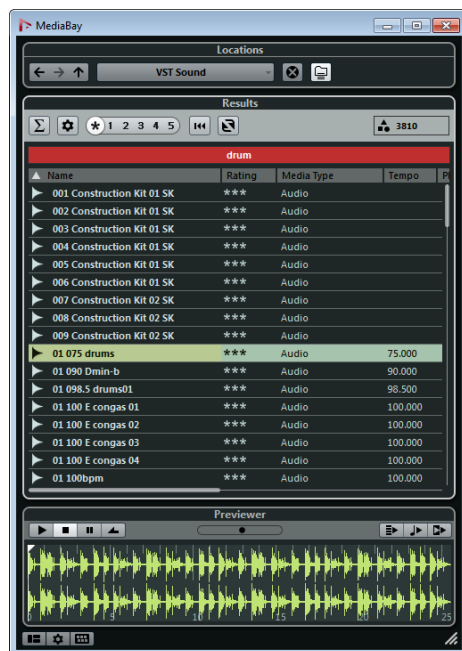 MediaBay
Locations
VST Sound
Results
Σ * 1 2 3 4 5 3810
drum
Name Rating Media Type Tempo
001 Construction Kit 01 SK *** Audio
002 Construction Kit 01 SK *** Audio
003 Construction Kit 01 SK *** Audio
004 Construction Kit 01 SK *** Audio
005 Construction Kit 01 SK *** Audio
006 Construction Kit 01 SK *** Audio
007 Construction Kit 02 SK *** Audio
008 Construction Kit 02 SK *** Audio
009 Construction Kit 02 SK *** Audio
01 075 drums *** Audio 75.000
01 090 Dmin-b *** Audio 90.000
01 098.5 drums01 *** Audio 98.500
01 100 E congas 01 *** Audio 100.000
01 100 E congas 02 *** Audio 100.000
01 100 E congas 03 *** Audio 100.000
01 100 E congas 04 *** Audio 100.000
01 100bpm *** Audio 100.000
Previewer
0 5 10 15 20 25